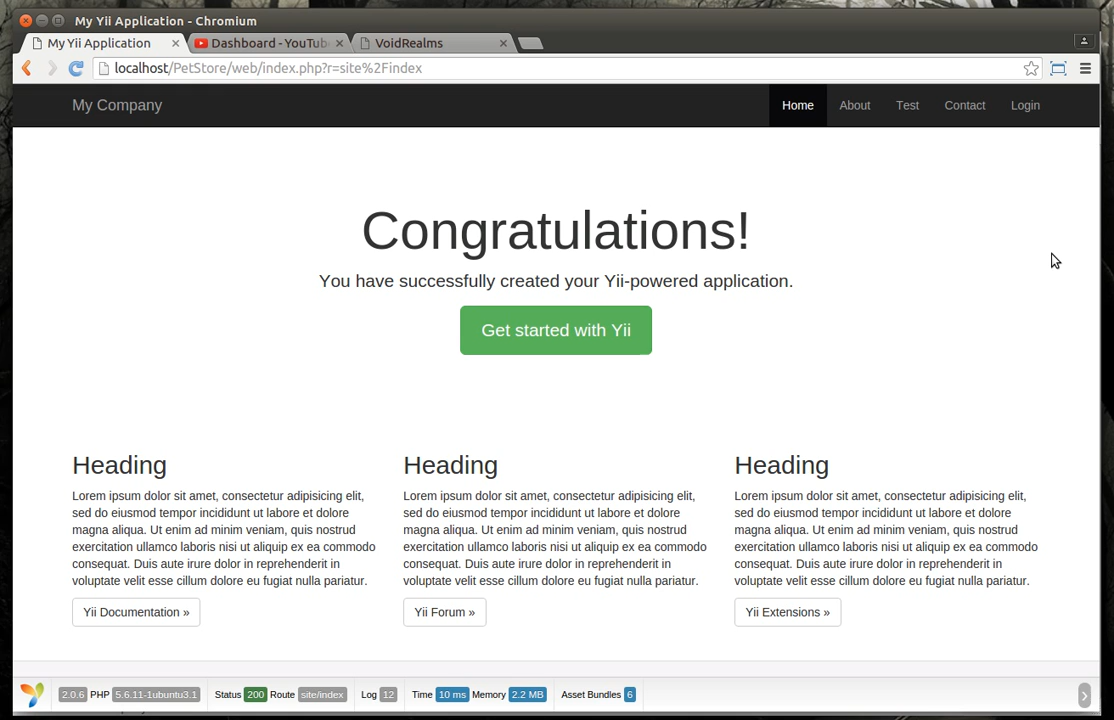 My Yii Application - Chromium
My Yii Application
Dashboard - YouTub
VoidRealms
localhost/PetStore/web/index.php?r=site%2Findex
My Company
Home About Test Contact Login
Congratulations!
You have successfully created your Yii-powered application.
Get started with Yii
Heading
Lorem ipsum dolor sit amet, consectetur adipisicing elit,
sed do eiusmod tempor incididunt ut labore et dolore
magna aliqua. Ut enim ad minim veniam, quis nostrud
exercitation ullamco laboris nisi ut aliquip ex ea commodo
consequat. Duis aute irure dolor in reprehenderit in
voluptate velit esse cillum dolore eu fugiat nulla pariatur.
Yii Documentation »
Heading
Lorem ipsum dolor sit amet, consectetur adipisicing elit,
sed do eiusmod tempor incididunt ut labore et dolore
magna aliqua. Ut enim ad minim veniam, quis nostrud
exercitation ullamco laboris nisi ut aliquip ex ea commodo
consequat. Duis aute irure dolor in reprehenderit in
voluptate velit esse cillum dolore eu fugiat nulla pariatur.
Yii Forum »
Heading
Lorem ipsum dolor sit amet, consectetur adipisicing elit,
sed do eiusmod tempor incididunt ut labore et dolore
magna aliqua. Ut enim ad minim veniam, quis nostrud
exercitation ullamco laboris nisi ut aliquip ex ea commodo
consequat. Duis aute irure dolor in reprehenderit in
voluptate velit esse cillum dolore eu fugiat nulla pariatur.
Yii Extensions »
2.0.6 PHP 5.6.11-1ubuntu3.1 Status 200 Route site/index Log 12 Time 10 ms Memory 2.2 MB Asset Bundles 6